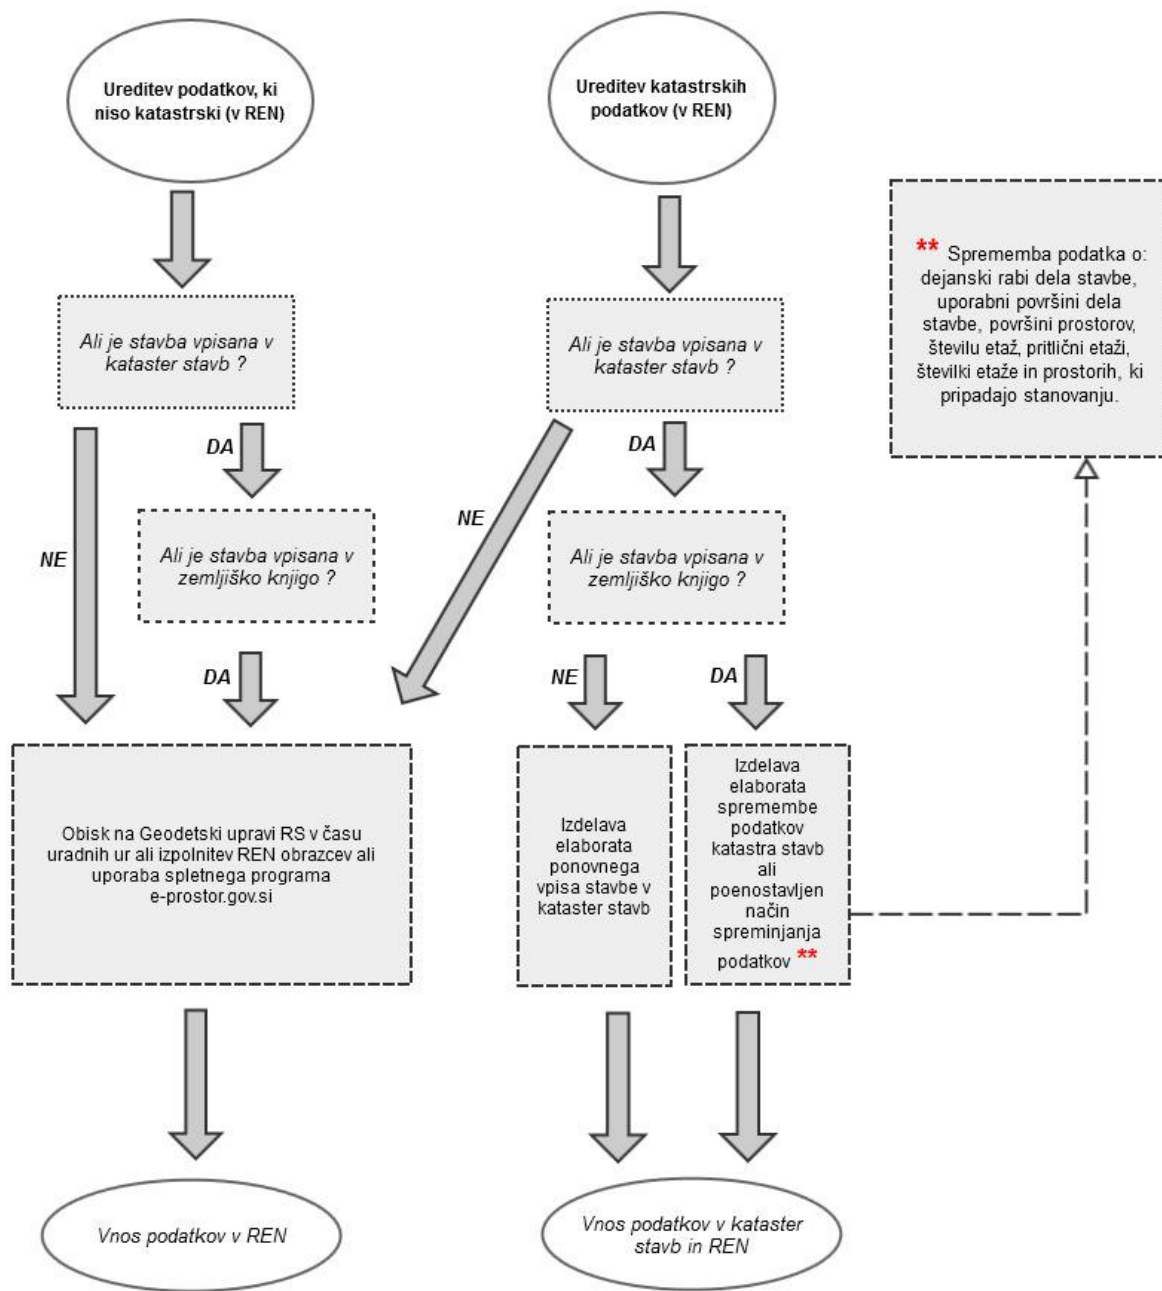 Ureditev podatkov, ki
niso katastrski (v REN)
Ureditev katastrskih
podatkov (v REN)
** Sprememba podatka o:
dejanski rabi dela stavbe,
uporabni površini dela
stavbe, površini prostorov,
številu etaž, pritlični etaži,
številki etaže in prostorih, ki
pripadajo stanovanju.
Ali je stavba vpisana v
kataster stavb ?
Ali je stavba vpisana v
kataster stavb ?
DA
DA
NE
NE
Ali je stavba vpisana v
zemljiško knjigo ?
Ali je stavba vpisana v
zemljiško knjigo ?
DA
NE
DA
Obisk na Geodetski upravi RS v času
uradnih ur ali izpolnitev REN obrazcev ali
uporaba spletnega programa
e-prostor.gov.si
Izdelava
elaborata
ponovnega
vpisa stavbe v
kataster stavb
Izdelava
elaborata
spremembe
podatkov
katastra stavb
ali
poenostavljen
način
spreminjanja
podatkov **
Vnos podatkov v REN
Vnos podatkov v kataster
stavb in REN